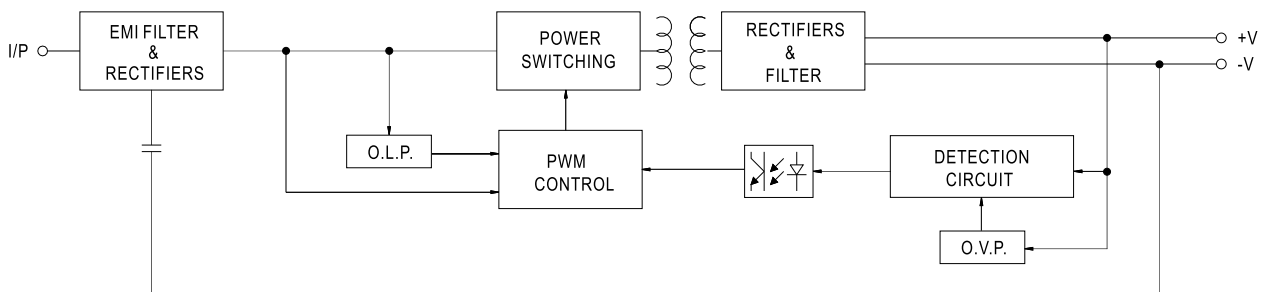 I/P
EMI FILTER
&
RECTIFIERS
POWER
SWITCHING
RECTIFIERS
&
FILTER
+V
-V
O.L.P.
PWM
CONTROL
DETECTION
CIRCUIT
O.V.P.